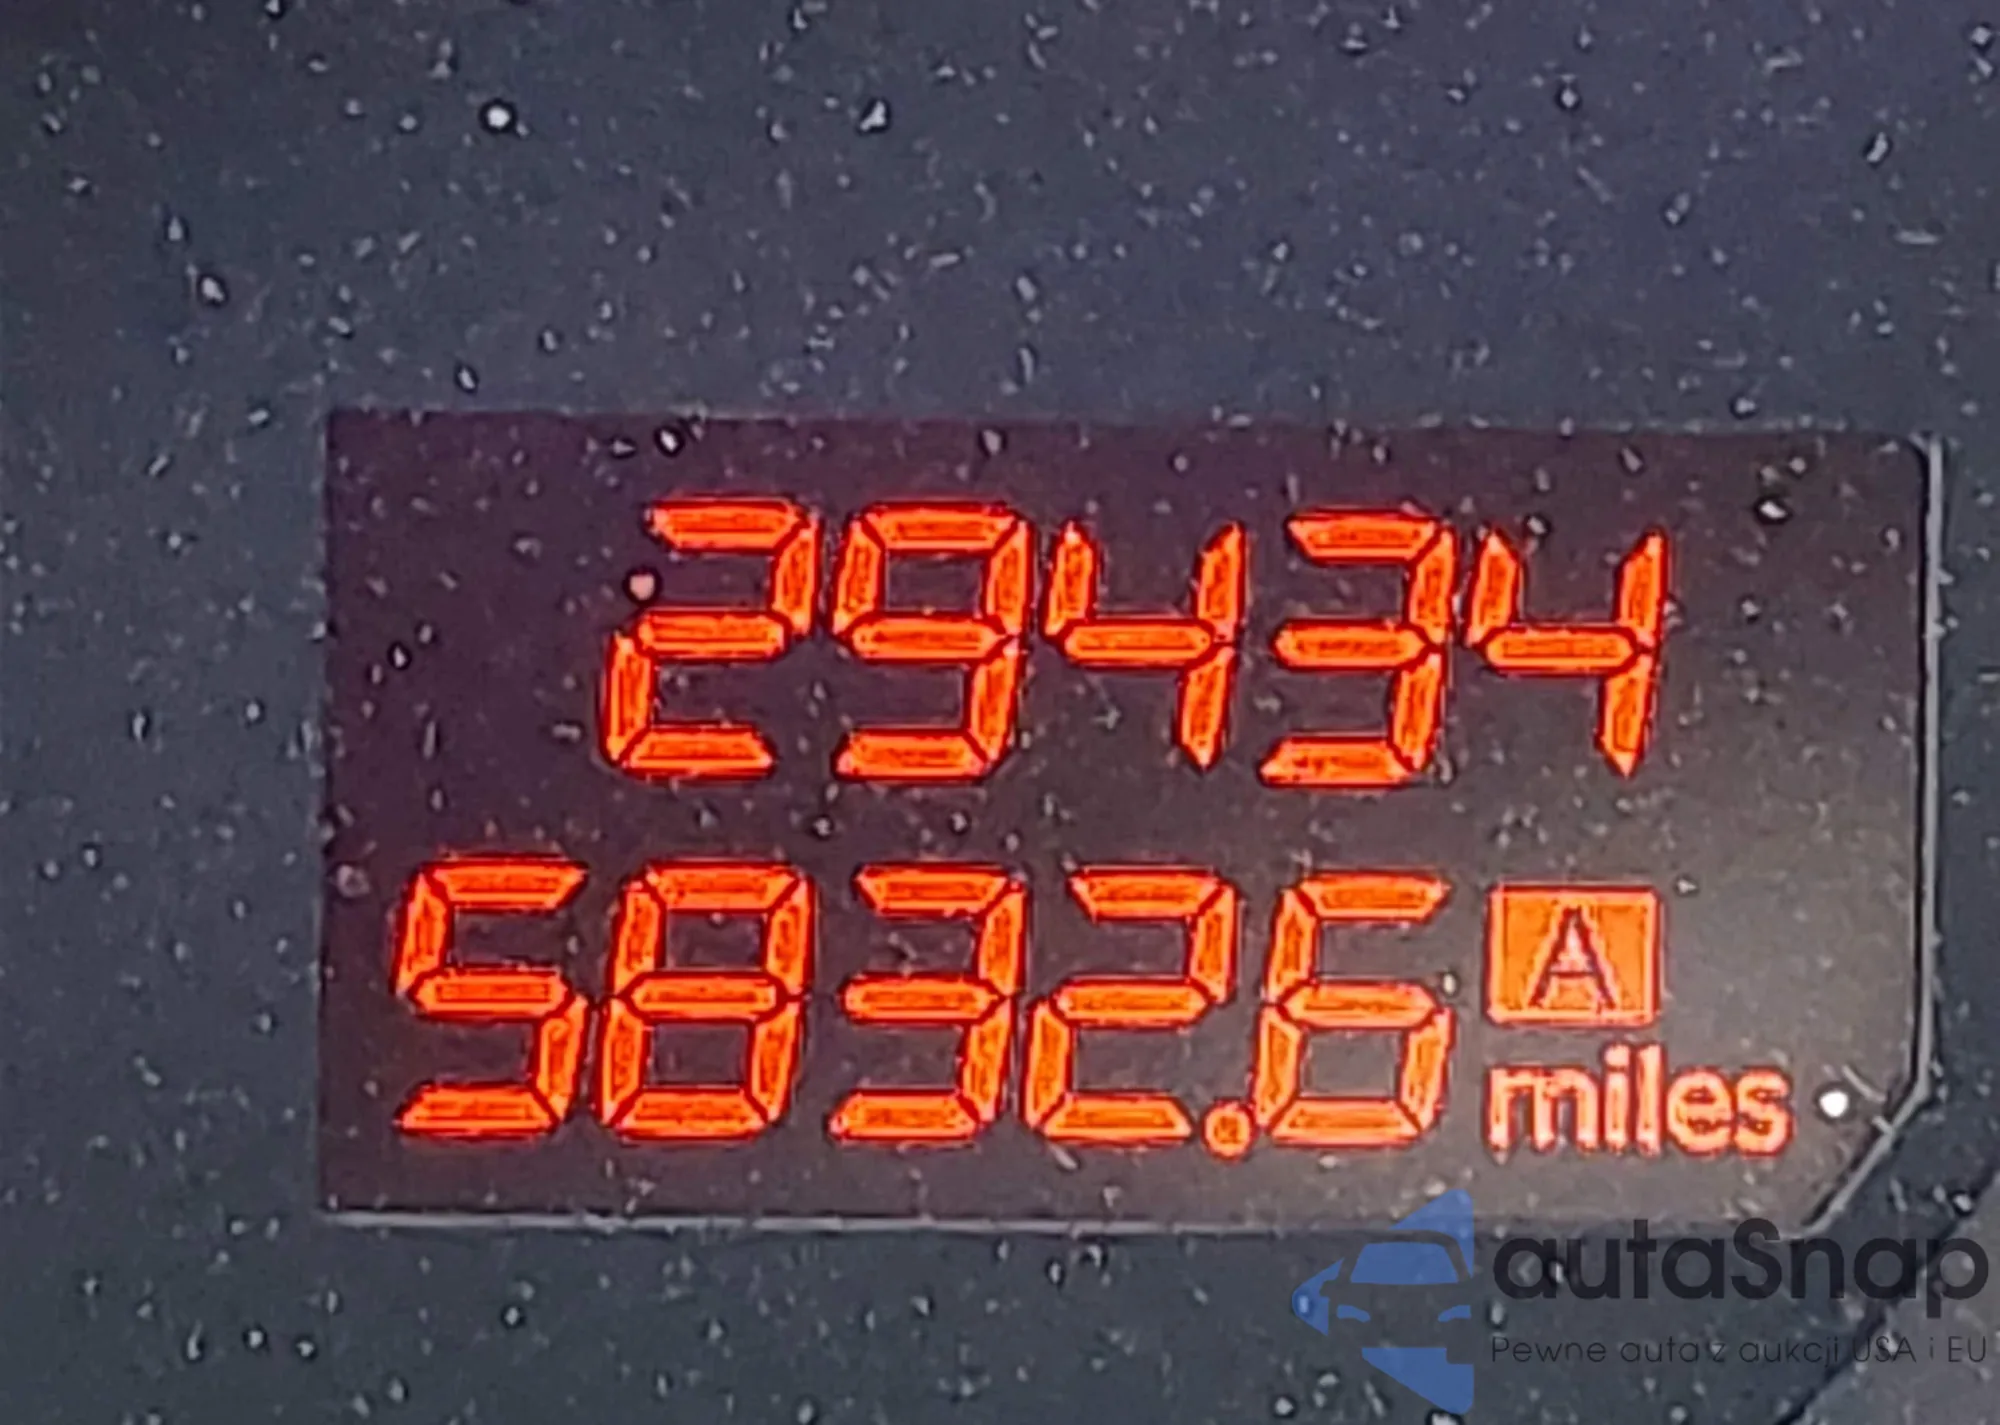 29434
5832.6 A
miles
autaSnap
Pewne auta z aukcji USA i EU